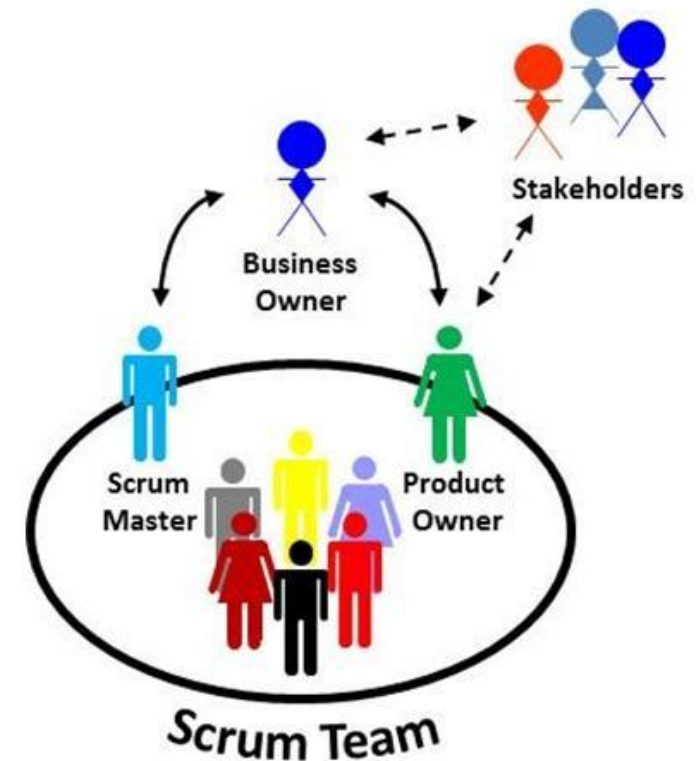 Stakeholders
Business
Owner
Scrum
Master
Product
Owner
Scrum Team